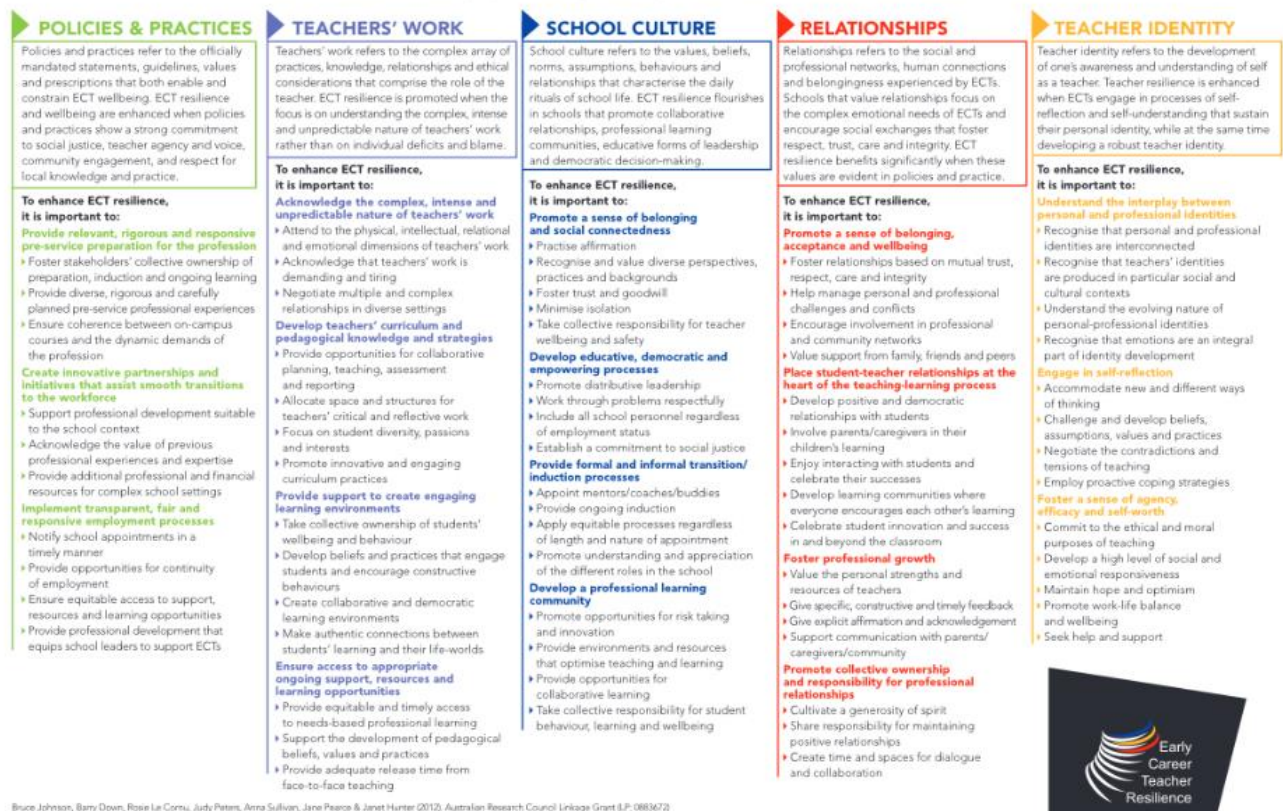 POLICIES & PRACTICES
Policies and practices refer to the officially
mandated statements, guidelines, values
and prescriptions that both enable and
constrain ECT wellbeing. ECT resilience
and wellbeing are enhanced when policies
and practices show a strong commitment
to social justice, teacher agency and voice,
community engagement, and respect for
local knowledge and practice.
To enhance ECT resilience,
it is important to:
Provide relevant, rigorous and responsive
pre-service preparation for the profession
Foster stakeholders' collective ownership of
preparation, induction and ongoing learning
Provide diverse, rigorous and carefully
planned pre-service professional experiences
Ensure coherence between on-campus
courses and the dynamic demands of
the profession
Create innovative partnerships and
initiatives that assist smooth transitions
to the workforce
Support professional development suitable
to the school context
Acknowledge the value of previous
professional experiences and expertise
Provide additional professional and financial
resources for complex school settings
Implement transparent, fair and
responsive employment processes
Notify school appointments in a
timely manner
Provide opportunities for continuity
of employment
Ensure equitable access to support,
resources and learning opportunities
Provide professional development that
equips school leaders to support ECTs
TEACHERS' WORK
Teachers' work refers to the complex array of
practices, knowledge, relationships and ethical
considerations that comprise the role of the
teacher. ECT resilience is promoted when the
focus is on understanding the complex, intense
and unpredictable nature of teachers' work
rather than on individual deficits and blame.
To enhance ECT resilience,
it is important to:
Acknowledge the complex, intense and
unpredictable nature of teachers' work
Attend to the physical, intellectual, relational
and emotional dimensions of teachers' work
Acknowledge that teachers' work is
demanding and tiring
Negotiate multiple and complex
relationships in diverse settings
Develop teachers' curriculum and
pedagogical knowledge and strategies
Provide opportunities for collaborative
planning, teaching, assessment
and reporting
Allocate space and structures for
teachers' critical and reflective work
Focus on student diversity, passions
and interests
Promote innovative and engaging
curriculum practices
Provide support to create engaging
learning environments
Take collective ownership of students'
wellbeing and behaviour
Develop beliefs and practices that engage
students and encourage constructive
behaviours
Create collaborative and democratic
learning environments
Make authentic connections between
students' learning and their life-worlds
Ensure access to appropriate
ongoing support, resources and
learning opportunities
Provide equitable and timely access
to needs-based professional learning
Support the development of pedagogical
beliefs, values and practices
Provide adequate release time from
face-to-face teaching
SCHOOL CULTURE
School culture refers to the values, beliefs,
norms, assumptions, behaviours and
relationships that characterise the daily
rituals of school life. ECT resilience flourishes
in schools that promote collaborative
relationships, professional learning
communities, educative forms of leadership
and democratic decision-making.
To enhance ECT resilience,
it is important to:
Promote a sense of belonging
and social connectedness
Practise affirmation
Recognise and value diverse perspectives,
practices and backgrounds
Foster trust and goodwill
Minimise isolation
Take collective responsibility for teacher
wellbeing and safety
Develop educative, democratic and
empowering processes
Promote distributive leadership
Work through problems respectfully
Include all school personnel regardless
of employment status
Establish a commitment to social justice
Provide formal and informal transition/
induction processes
Appoint mentors/coaches/buddies
Provide ongoing induction
Apply equitable processes regardless
of length and nature of appointment
Promote understanding and appreciation
of the different roles in the school
Develop a professional learning
community
Promote opportunities for risk taking
and innovation
Provide environments and resources
that optimise teaching and learning
Provide opportunities for
collaborative learning
Take collective responsibility for student
behaviour, learning and wellbeing
RELATIONSHIPS
Relationships refers to the social and
professional networks, human connections
and belongingness experienced by ECTs.
Schools that value relationships focus on
the complex emotional needs of ECTs and
encourage social exchanges that foster
respect, trust, care and integrity. ECT
resilience benefits significantly when these
values are evident in policies and practice.
To enhance ECT resilience,
it is important to:
Promote a sense of belonging,
acceptance and wellbeing
Foster relationships based on mutual trust,
respect, care and integrity
Help manage personal and professional
challenges and conflicts
Encourage involvement in professional
and community networks
Value support from family, friends and peers
Place student-teacher relationships at the
heart of the teaching-learning process
Develop positive and democratic
relationships with students
Involve parents/caregivers in their
children's learning
Enjoy interacting with students and
celebrate their successes
Develop learning communities where
everyone encourages each other's learning
Celebrate student innovation and success
in and beyond the classroom
Foster professional growth
Value the personal strengths and
resources of teachers
Give specific, constructive and timely feedback
Give explicit affirmation and acknowledgement
Support communication with parents/
caregivers/community
Promote collective ownership
and responsibility for professional
relationships
Cultivate a generosity of spirit
Share responsibility for maintaining
positive relationships
Create time and spaces for dialogue
and collaboration
TEACHER IDENTITY
Teacher identity refers to the development
of one's awareness and understanding of self
as a teacher. Teacher resilience is enhanced
when ECTs engage in processes of self-
reflection and self-understanding that sustain
their personal identity, while at the same time
developing a robust teacher identity.
To enhance ECT resilience,
it is important to:
Understand the interplay between
personal and professional identities
Recognise that personal and professional
identities are interconnected
Recognise that teachers' identities
are produced in particular social and
cultural contexts
Understand the evolving nature of
personal-professional identities
Recognise that emotions are an integral
part of identity development
Engage in self-reflection
Accommodate new and different ways
of thinking
Challenge and develop beliefs,
assumptions, values and practices
Negotiate the contradictions and
tensions of teaching
Employ proactive coping strategies
Foster a sense of agency,
efficacy and self-worth
Commit to the ethical and moral
purposes of teaching
Develop a high level of social and
emotional responsiveness
Maintain hope and optimism
Promote work-life balance
and wellbeing
Seek help and support
Early
Career
Teacher
Resilience
Bruce Johnson, Barry Down, Rosie Le Cornu, Judy Peters, Anna Sullivan, Jane Pearce & Janet Hunter (2012). Australian Research Council Linkage Grant (LP: 0883672)